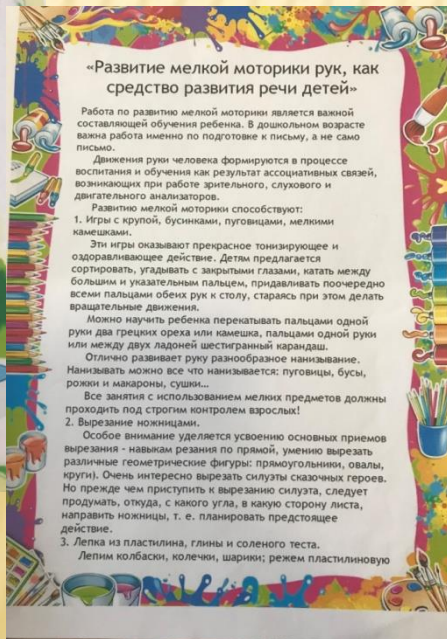 «Развитие мелкой моторики рук, как
средство развития речи детей»
Работа по развитию мелкой моторики является важной
составляющей обучения ребенка. В дошкольном возрасте
важна работа именно по подготовке к письму, а не само
письмо.
Движения руки человека формируются в процессе
воспитания и обучения как результат ассоциативных связей,
возникающих при работе зрительного, слухового и
двигательного анализаторов.
Развитию мелкой моторики способствуют:
1. Игры с крупой, бусинками, пуговицами, мелкими
камешками.
Эти игры оказывают прекрасное тонизирующее и
оздоравливающее действие. Детям предлагается
сортировать, угадывать с закрытыми глазами, катать между
большим и указательным пальцем, придавливать поочередно
всеми пальцами обеих рук к столу, стараясь при этом делать
вращательные движения.
Можно научить ребенка перекатывать пальцами одной
руки два грецких ореха или камешка, пальцами одной руки
или между двух ладоней шестигранный карандаш.
Отлично развивает руку разнообразное нанизывание.
Нанизывать можно все что нанизывается: пуговицы, бусы,
рожки и макароны, сушки...
Все занятия с использованием мелких предметов должны
проходить под строгим контролем взрослых!
2. Вырезание ножницами.
Особое внимание уделяется усвоению основных приемов
вырезания - навыкам резания по прямой, умению вырезать
различные геометрические фигуры: прямоугольники, овалы,
круги). Очень интересно вырезать силуэты сказочных героев.
Но прежде чем приступить к вырезанию силуэта, следует
продумать, откуда, с какого угла, в какую сторону листа,
направить ножницы, т. е. планировать предстоящее
действие.
3. Лепка из пластилина, глины и соленого теста.
Лепим колбаски, колечки, шарики; режем пластилиновую